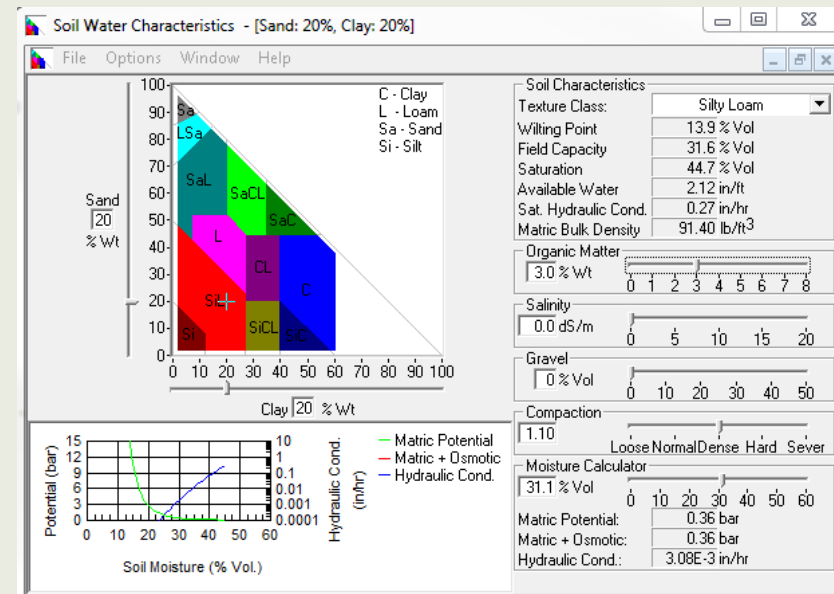 Soil Water Characteristics - [Sand: 20%, Clay: 20%]
File Options Window Help
100
90
80
70
60
50
40
30
20
10
0
Sand
20
% Wt
C - Clay
L - Loam
Sa - Sand
Si - Silt
Sa
LSa
SaL
SaCL
SaC
L
CL
C
SiL
SiCL
Si
SiC
0 10 20 30 40 50 60 70 80 90 100
Clay 20 % Wt
Soil Characteristics
Texture Class: Silty Loam
Wilting Point 13.9 % Vol
Field Capacity 31.6 % Vol
Saturation 44.7 % Vol
Available Water 2.12 in/ft
Sat. Hydraulic Cond. 0.27 in/hr
Matric Bulk Density 91.40 lb/ft3
Organic Matter
3.0 % Wt
0 1 2 3 4 5 6 7 8
Salinity
0.0 dS/m
0 5 10 15 20
Gravel
0 % Vol
0 10 20 30 40 50
Compaction
1.10
Loose Normal Dense Hard Sever
Moisture Calculator
31.1 % Vol
0 10 20 30 40 50 60
Matric Potential: 0.36 bar
Matric + Osmotic: 0.36 bar
Hydraulic Cond.: 3.08E-3 in/hr
Potential (bar)
15
12
9
6
3
0
0 10 20 30 40 50 60
Soil Moisture (% Vol.)
10
1
0.1
0.01
0.001
0.0001
Hydraulic Cond.
(in/hr)
Matric Potential
Matric + Osmotic
Hydraulic Cond.